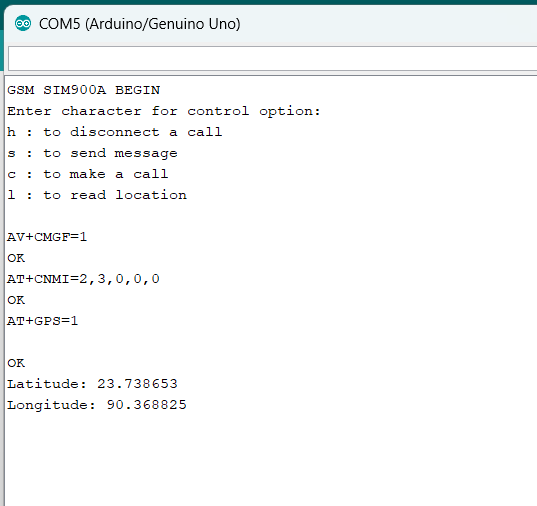 COM5 (Arduino/Genuino Uno)
GSM SIM900A BEGIN
Enter character for control option:
h : to disconnect a call
s : to send message
c : to make a call
l : to read location
AV+CMGF=1
OK
AT+CNMI=2,3,0,0,0
OK
AT+GPS=1
OK
Latitude: 23.738653
Longitude: 90.368825